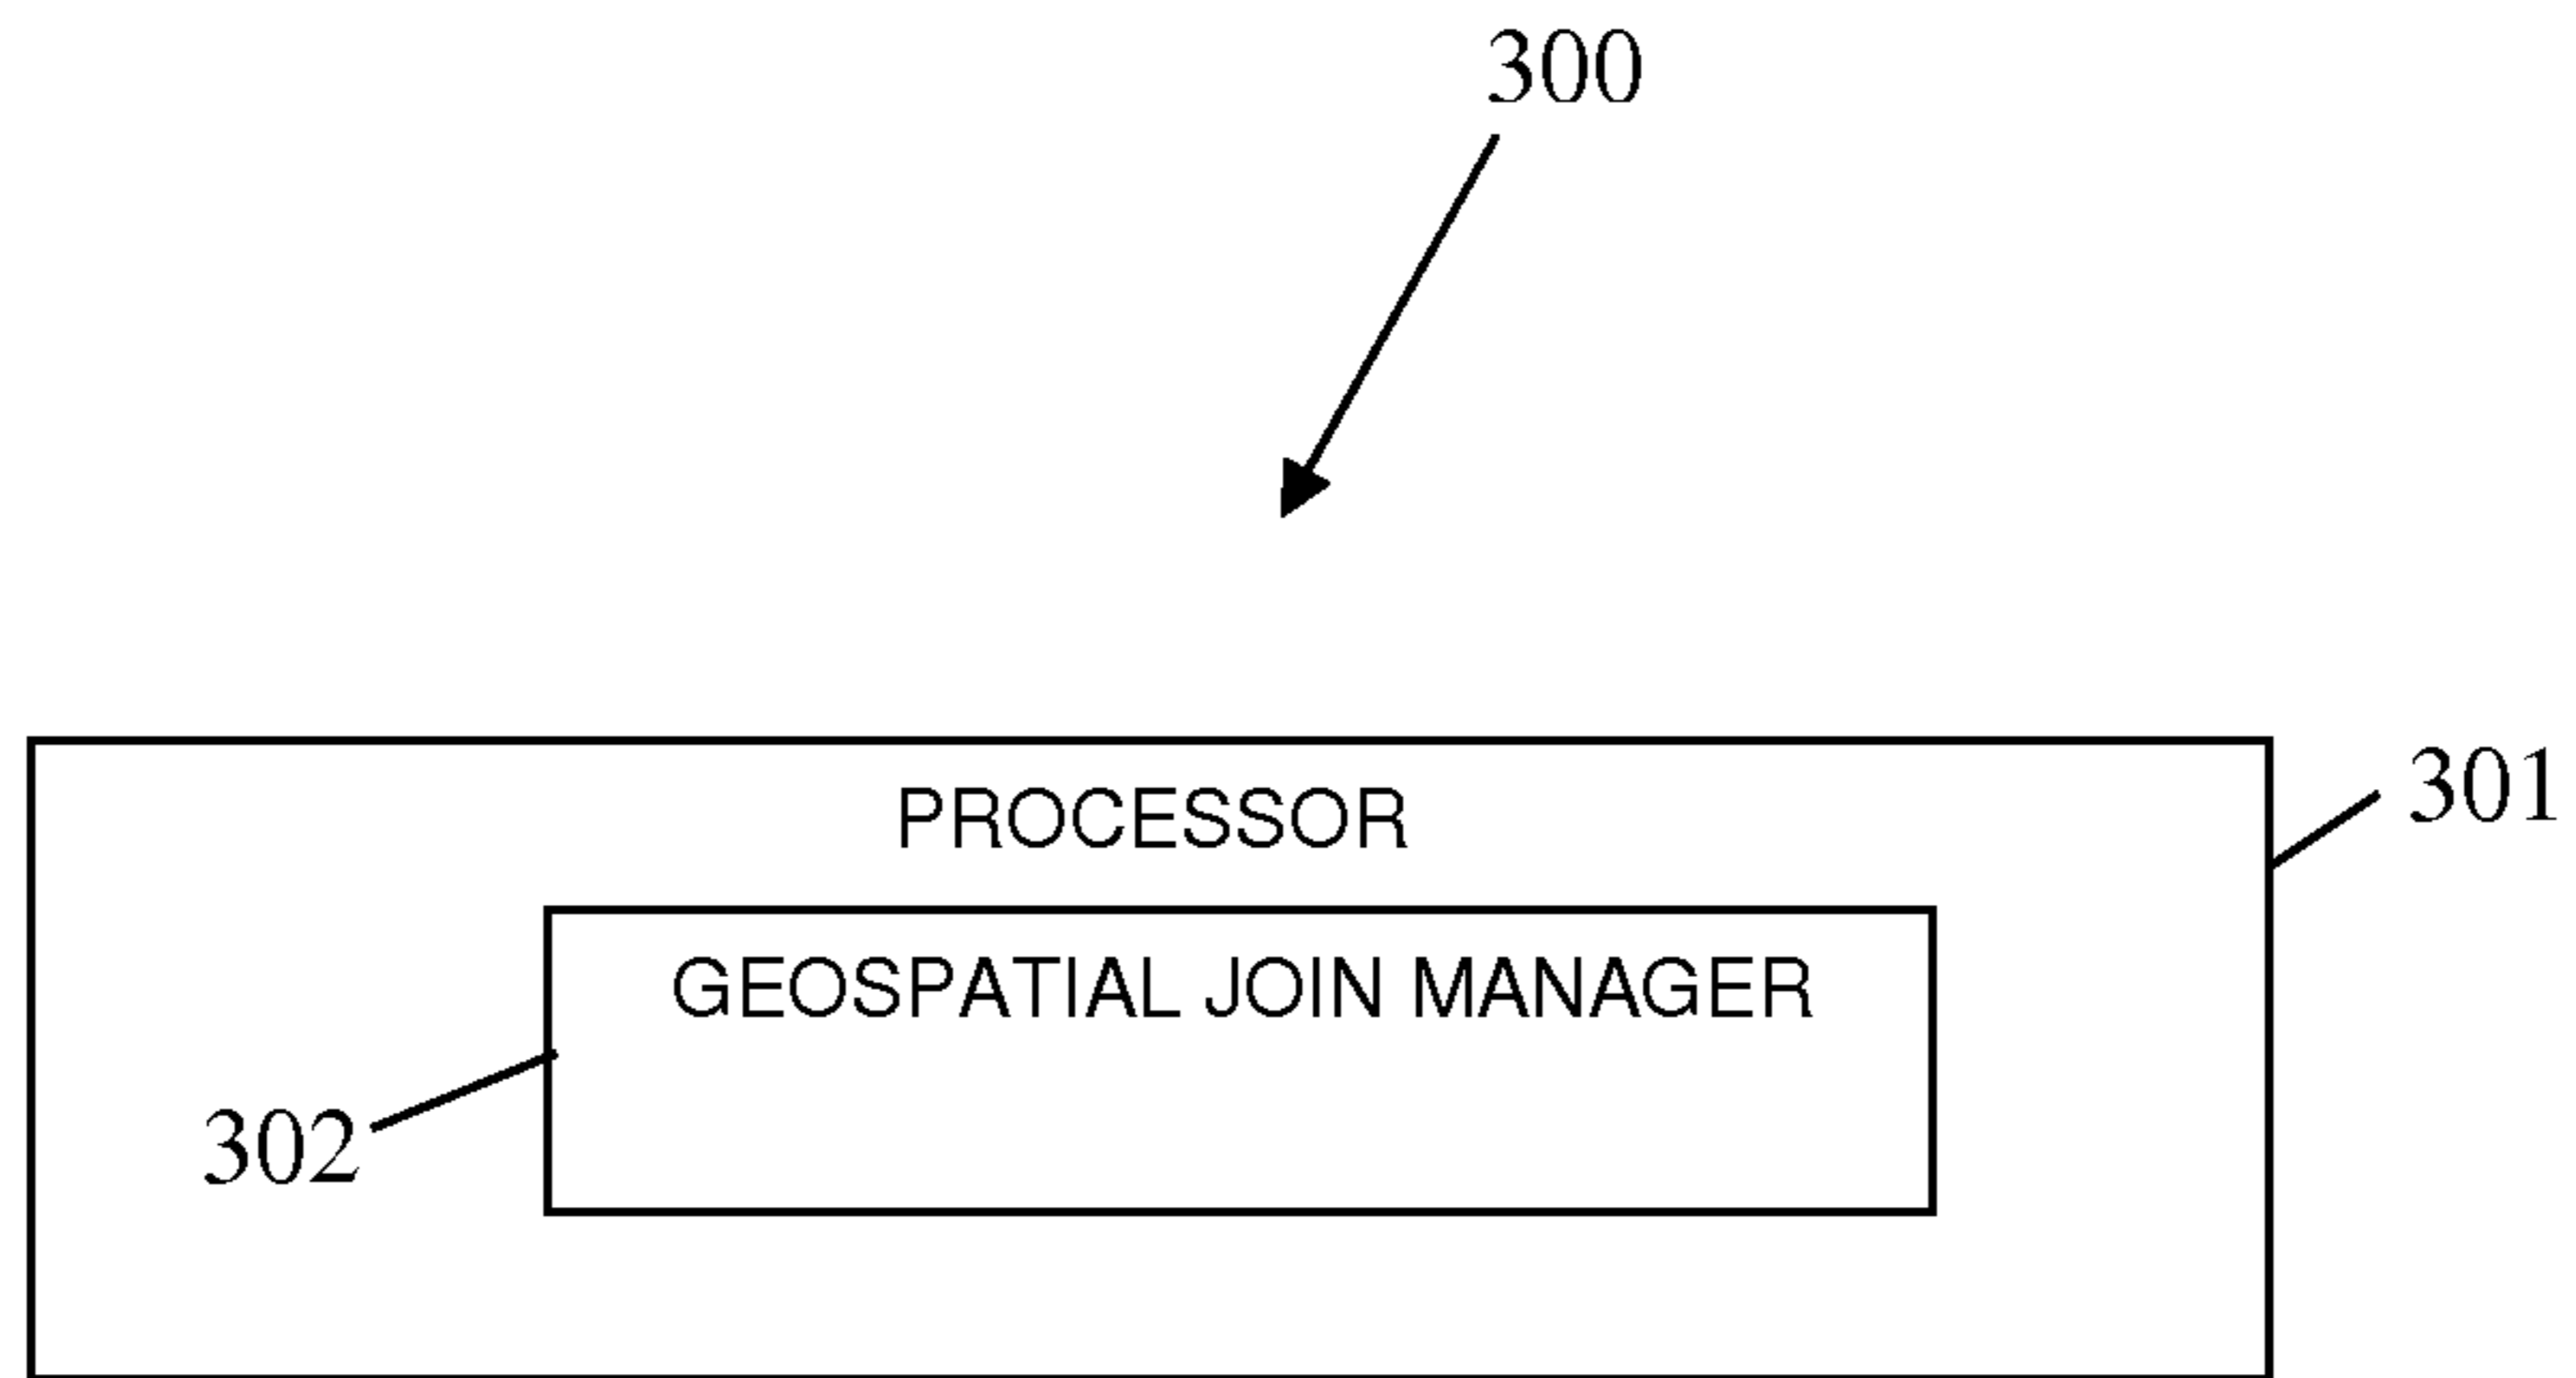 300
PROCESSOR
301
GEOSPATIAL JOIN MANAGER
302